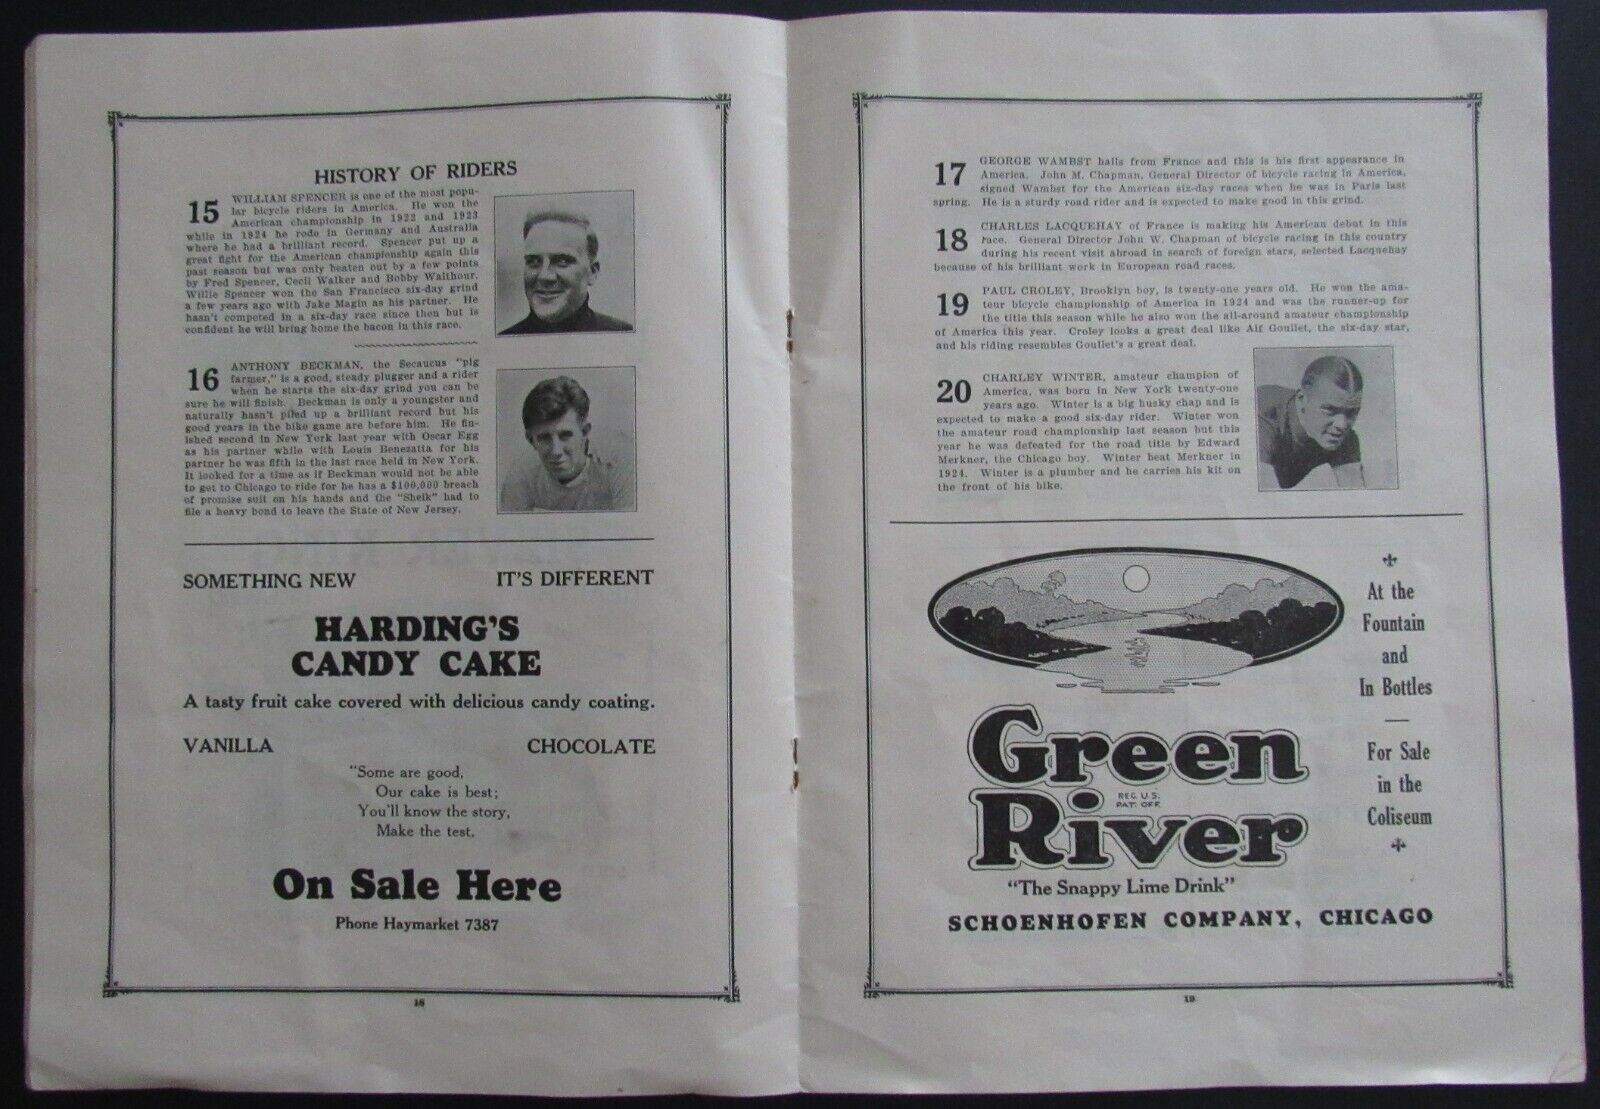 HISTORY OF RIDERS
15 WILLIAM SPENCER is one of the most popu-
lar bicycle riders in America. He won the
American championship in 1922 and 1923
while in 1924 he rode in Germany and Australia
where he had a brilliant record. Spencer put up a
great fight for the American championship again this
past season but was only beaten out by a few points
by Fred Spencer, Cecil Walker and Bobby Walthour.
Willie Spencer won the San Francisco six-day grind
a few years ago with Jake Magin as his partner. He
hasn't competed in a six-day race since then but is
confident he will bring home the bacon in this race.
16 ANTHONY BECKMAN, the Secaucus "pig
farmer," is a good, steady plugger and a rider
when he starts the six-day grind you can be
sure he will finish. Beckman is only a youngster and
naturally hasn't piled up a brilliant record but his
good years in the bike game are before him. He fin-
ished second in New York last year with Oscar Egg
as his partner while with Louis Benezatta for his
partner he was fifth in the last race held in New York.
It looked for a time as if Beckman would not be able
to get to Chicago to ride for he has a $100,000 breach
of promise suit on his hands and the "Sheik" had to
file a heavy bond to leave the State of New Jersey.
SOMETHING NEW IT'S DIFFERENT
HARDING'S
CANDY CAKE
A tasty fruit cake covered with delicious candy coating.
VANILLA CHOCOLATE
"Some are good,
Our cake is best;
You'll know the story,
Make the test.
On Sale Here
Phone Haymarket 7387
18
17 GEORGE WAMBST hails from France and this is his first appearance in
America. John M. Chapman, General Director of bicycle racing in America,
signed Wambst for the American six-day races when he was in Paris last
spring. He is a sturdy road rider and is expected to make good in this grind.
18 CHARLES LACQUEHAY of France is making his American debut in this
race. General Director John W. Chapman of bicycle racing in this country
during his recent visit abroad in search of foreign stars, selected Lacquehay
because of his brilliant work in European road races.
19 PAUL CROLEY, Brooklyn boy, is twenty-one years old. He won the ama-
teur bicycle championship of America in 1924 and was the runner-up for
the title this season while he also won the all-around amateur championship
of America this year. Croley looks a great deal like Alf Goullet, the six-day star,
and his riding resembles Goullet's a great deal.
20 CHARLEY WINTER, amateur champion of
America, was born in New York twenty-one
years ago. Winter is a big husky chap and is
expected to make a good six-day rider. Winter won
the amateur road championship last season but this
year he was defeated for the road title by Edward
Merkner, the Chicago boy. Winter beat Merkner in
1924. Winter is a plumber and he carries his kit on
the front of his bike.
At the
Fountain
and
In Bottles
For Sale
in the
Coliseum
Green
River
REG. U.S.
PAT. OFF.
"The Snappy Lime Drink"
SCHOENHOFEN COMPANY, CHICAGO
19